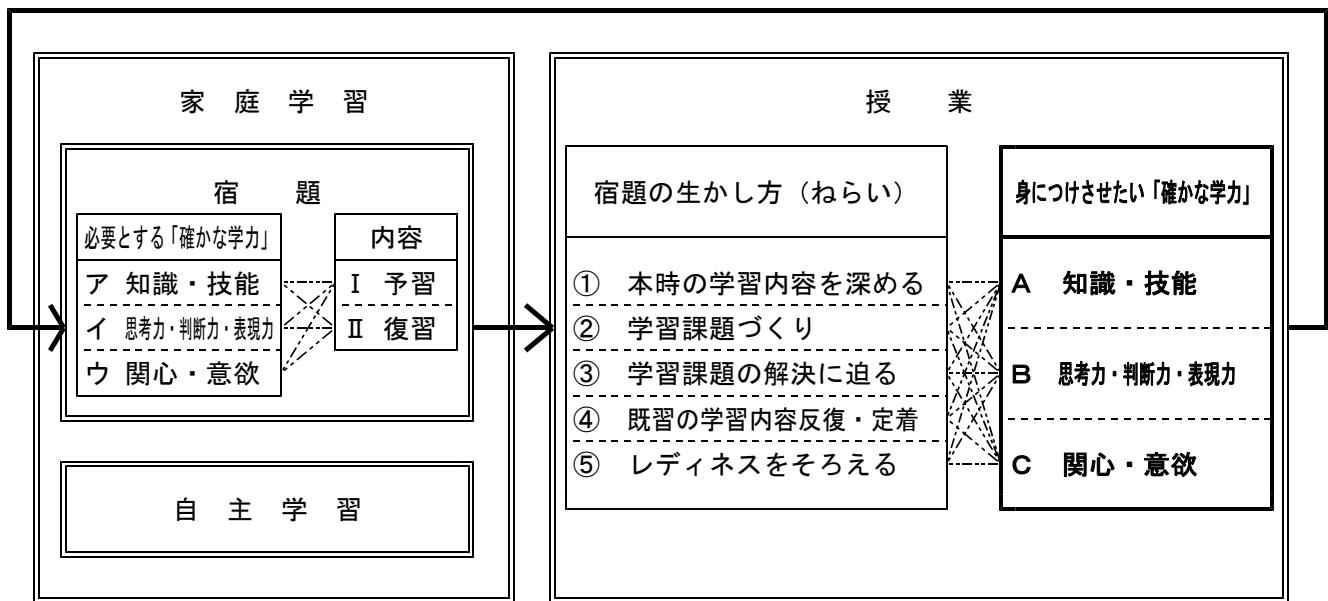 家庭学習
宿題
必要とする「確かな学力」
ア 知識・技能
イ 思考力・判断力・表現力
ウ 関心・意欲
内容
Ⅰ 予習
Ⅱ 復習
自主学習
授業
宿題の生かし方（ねらい）
① 本時の学習内容を深める
② 学習課題づくり
③ 学習課題の解決に迫る
④ 既習の学習内容反復・定着
⑤ レディネスをそろえる
身につけさせたい「確かな学力」
Ａ 知識・技能
Ｂ 思考力・判断力・表現力
Ｃ 関心・意欲